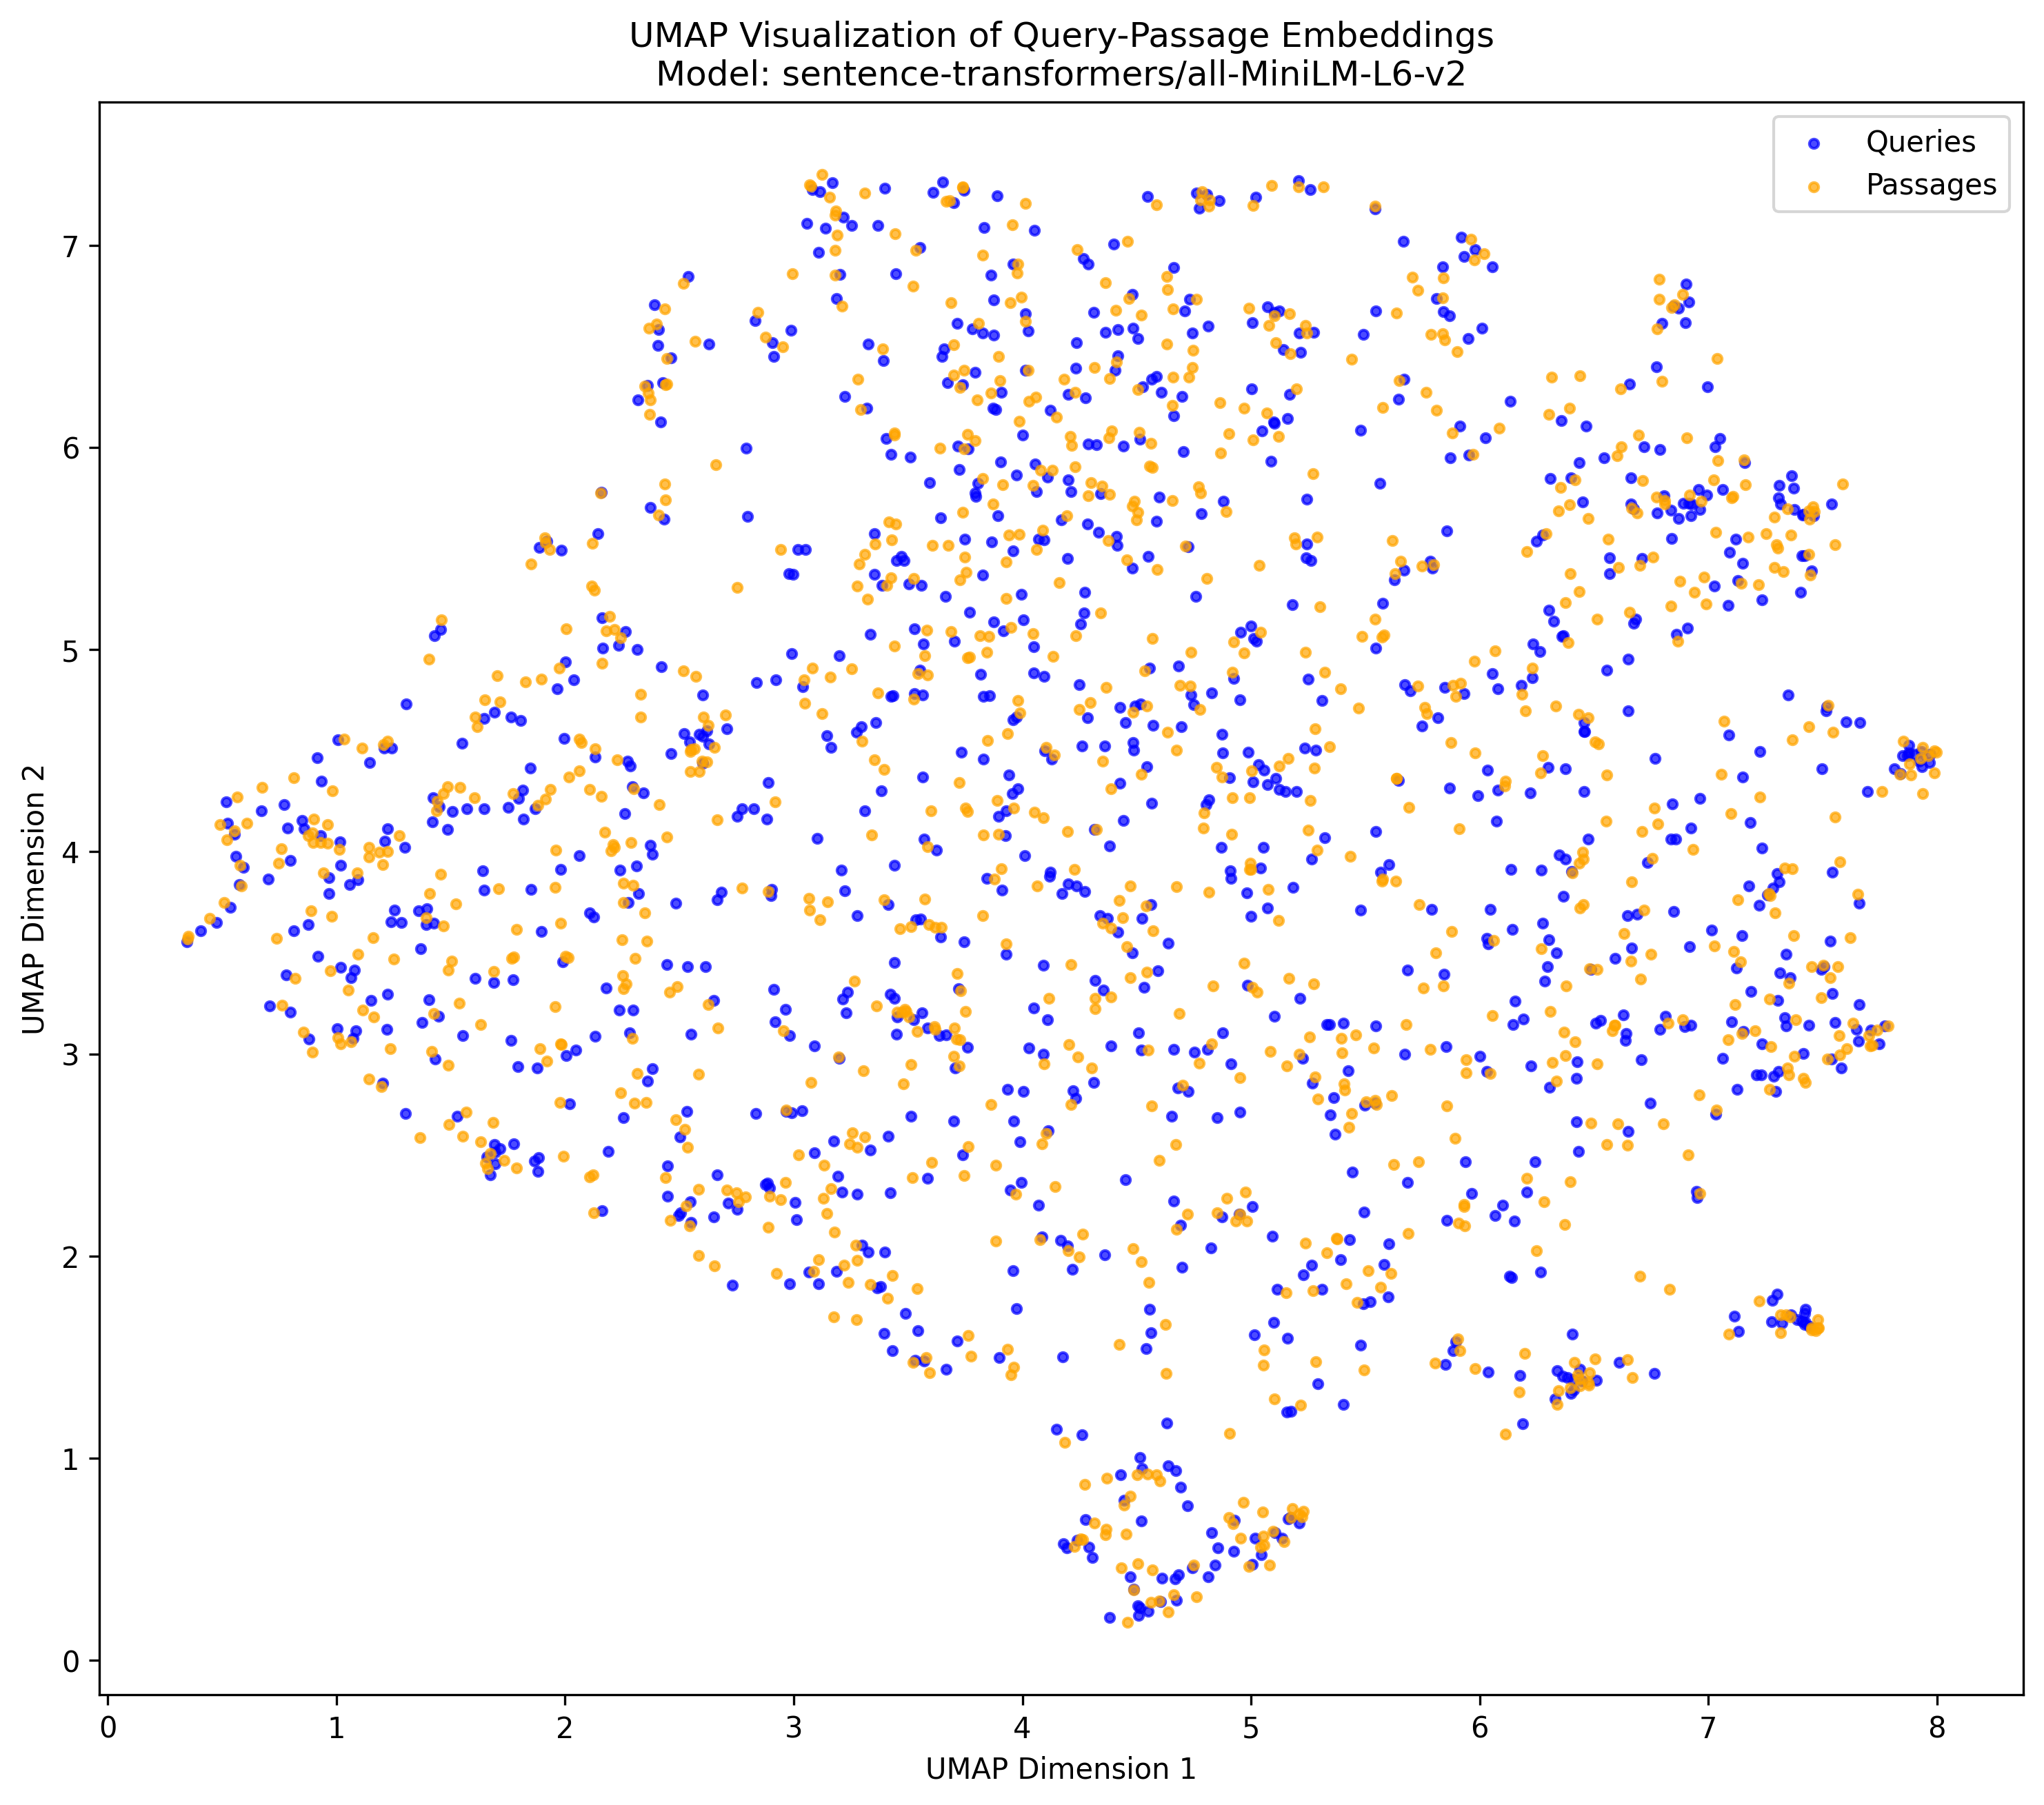 UMAP Visualization of Query-Passage Embeddings
Model: sentence-transformers/all-MiniLM-L6-v2
Queries
Passages
UMAP Dimension 2
7
6
5
4
3
2
1
0
0 1 2 3 4 5 6 7 8
UMAP Dimension 1